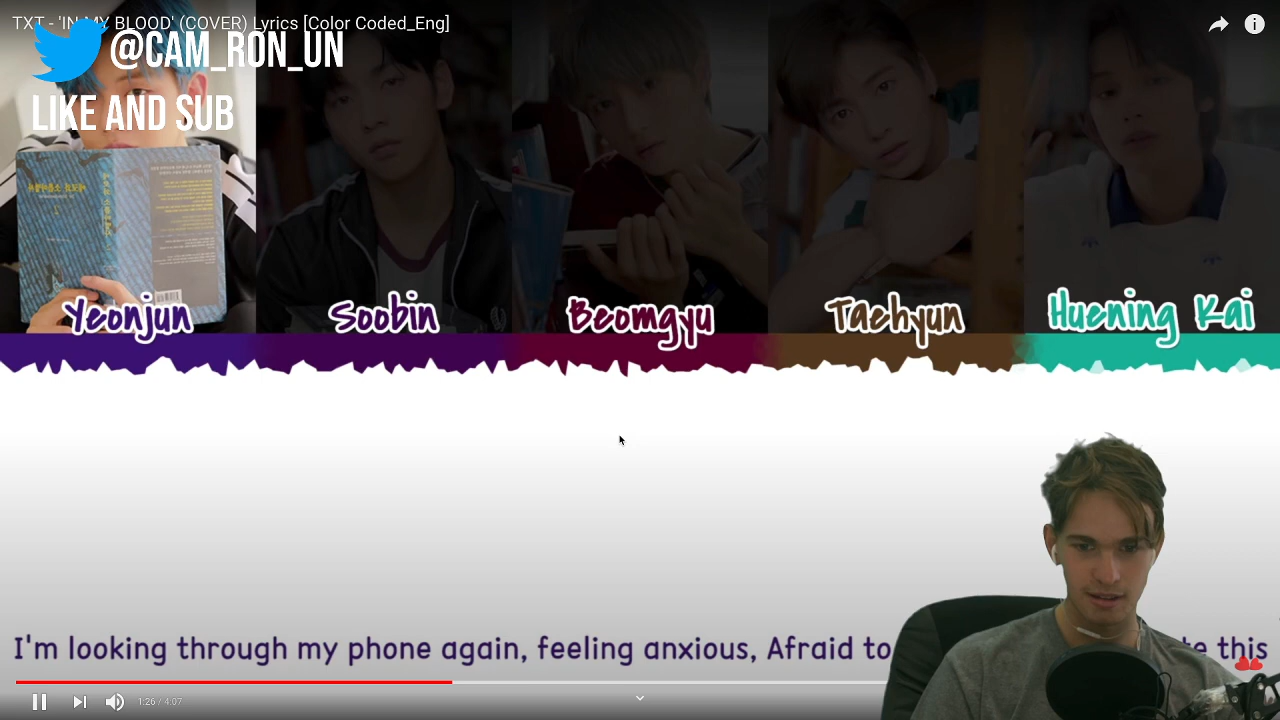 TXT - 'IN MY BLOOD' (COVER) Lyrics [Color Coded_Eng]
@CAM_RON_UN
LIKE AND SUB
Yeonjun
Soobin
Beomgyu
Taehyun
Huening Kai
I'm looking through my phone again, feeling anxious, Afraid to
this
1:26 / 4:07